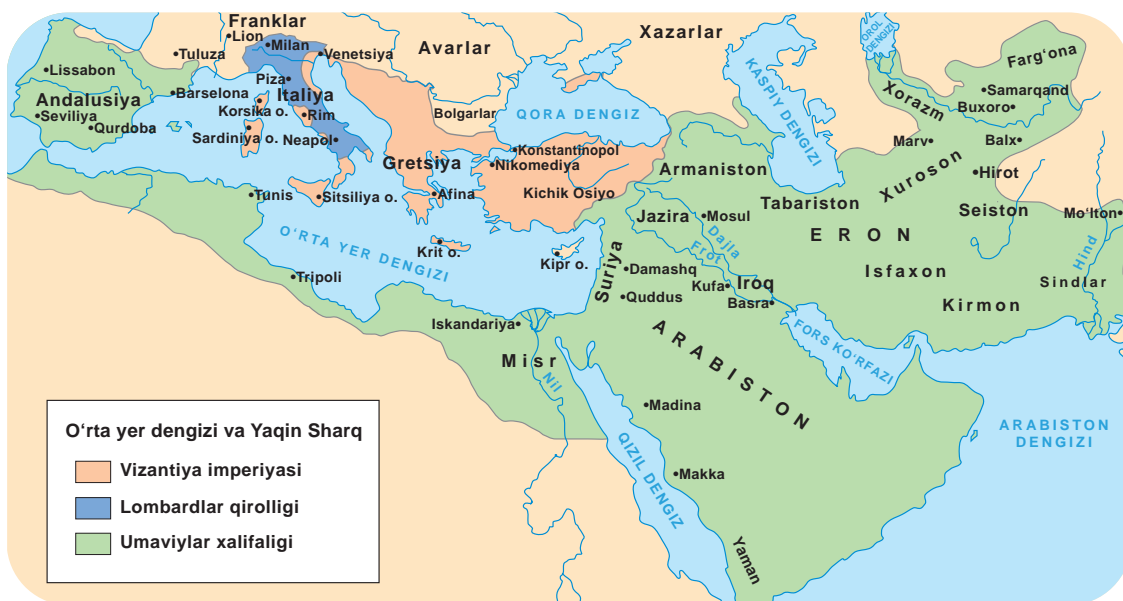 Franklar
Lion
Milan
Tuluza
Venetsiya
Avarlar
Xazarlar
OROL
DENGIZI
Farg‘ona
Lissabon
Andalusiya
Seviliya
Qurdoba
Barselona
Piza
Italiya
Korsika o.
Rim
Sardiniya o.
Neapol
Bolgarlar
QORA DENGIZ
KASPIY DENGIZI
Xorazm
Samarqand
Buxoro
Marv
Balx
Xuroson
Hirot
Gretsiya
Konstantinopol
Nikomediya
Kichik Osiyo
Armaniston
Tabariston
Seiston
Mo‘lton
Tunis
Sitsiliya o.
Afina
Jazira
Mosul
ERON
Dajla
Frot
Hind
O‘RTA YER DENGIZI
Krit o.
Kipr o.
Suriya
Damashq
Kufa
Iroq
Isfaxon
Sindlar
Tripoli
Quddus
Basra
Kirmon
Iskandariya
ARABISTON
FORS KO‘RFAZI
Misr
Nil
Madina
ARABISTON
DENGIZI
QIZIL DENGIZ
Makka
Yaman
O‘rta yer dengizi va Yaqin Sharq
Vizantiya imperiyasi
Lombardlar qirolligi
Umaviylar xalifaligi